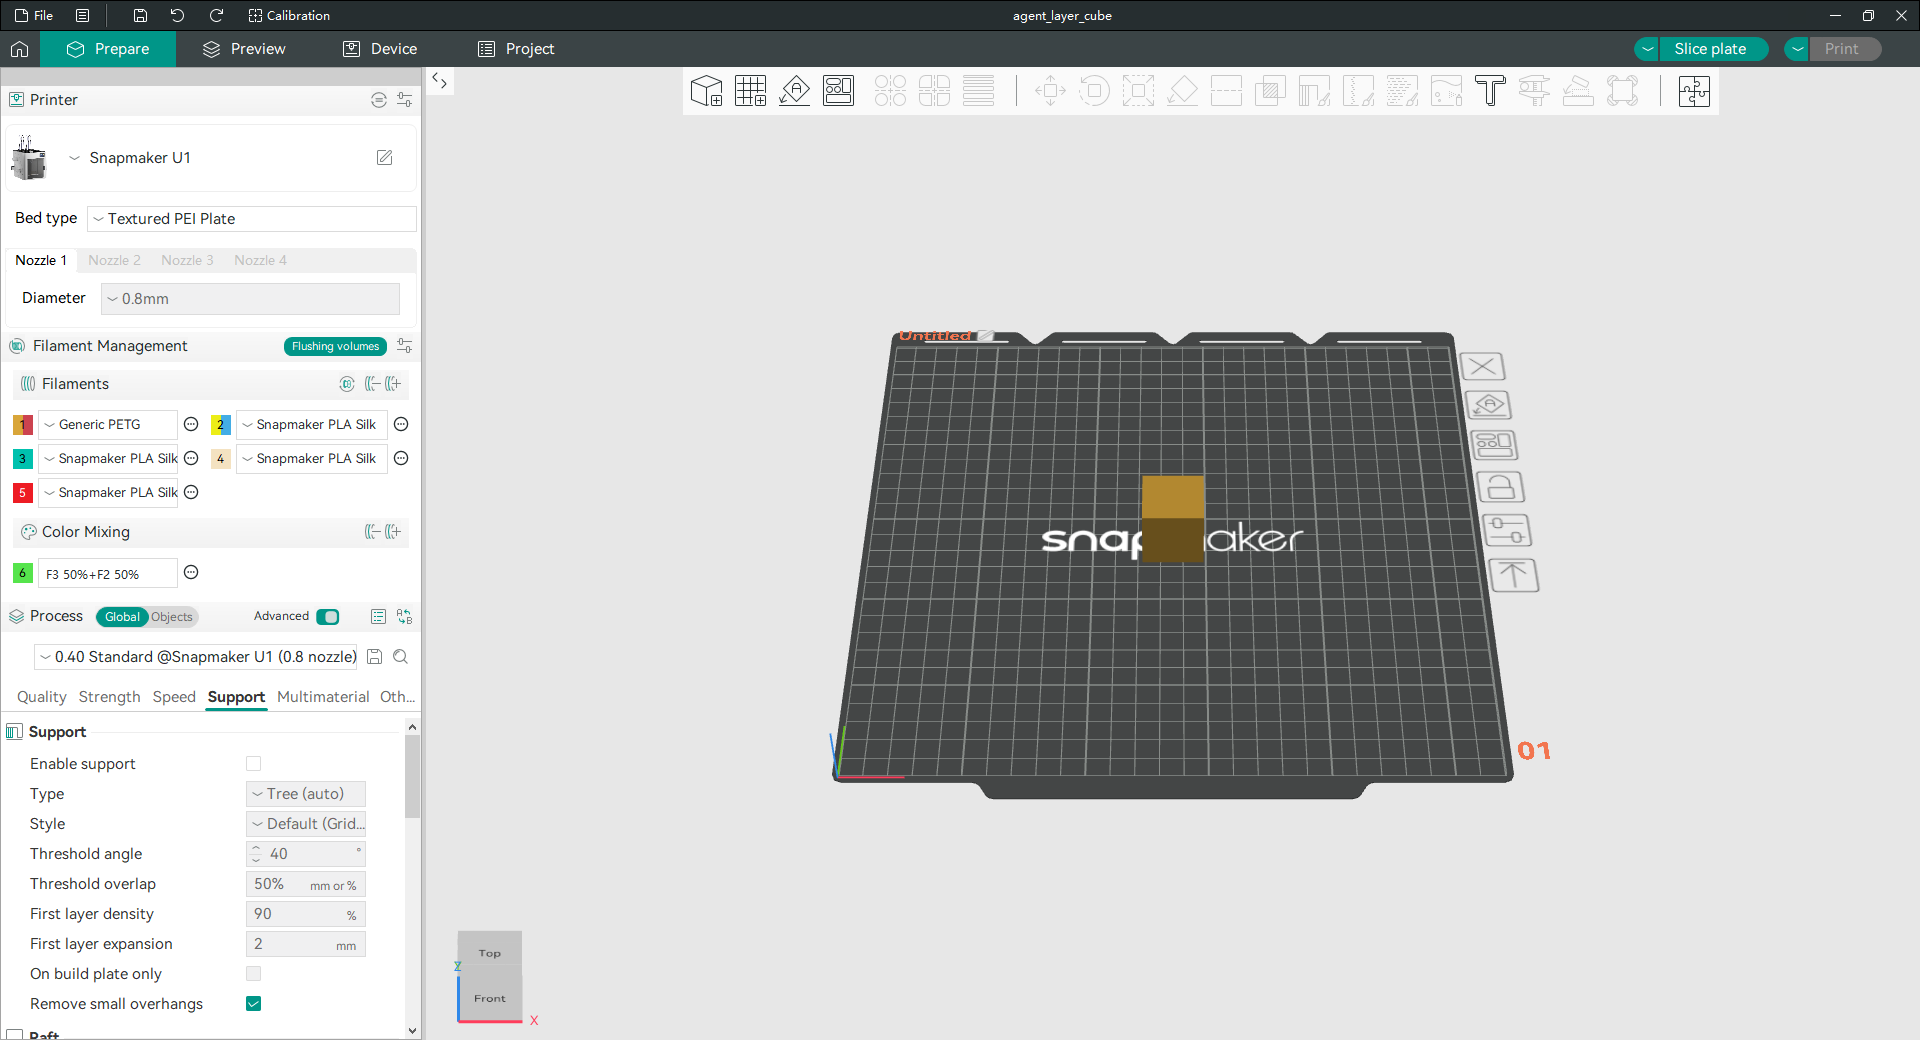 File
Calibration
agent_layer_cube
Prepare
Preview
Device
Project
Slice plate
Print
Printer
Snapmaker U1
Bed type
Textured PEI Plate
Nozzle 1
Nozzle 2
Nozzle 3
Nozzle 4
Diameter
0.8mm
Filament Management
Flushing volumes
Filaments
1
Generic PETG
2
Snapmaker PLA Silk
3
Snapmaker PLA Silk
4
Snapmaker PLA Silk
5
Snapmaker PLA Silk
Color Mixing
6
F3 50%+F2 50%
Process
Global
Objects
Advanced
0.40 Standard @Snapmaker U1 (0.8 nozzle)
Quality
Strength
Speed
Support
Multimaterial
Oth...
Support
Enable support
Type
Tree (auto)
Style
Default (Grid...
Threshold angle
40 °
Threshold overlap
50% mm or %
First layer density
90 %
First layer expansion
2 mm
On build plate only
Remove small overhangs
Raft
Untitled
snap aker
01
Top
Front
Z
X